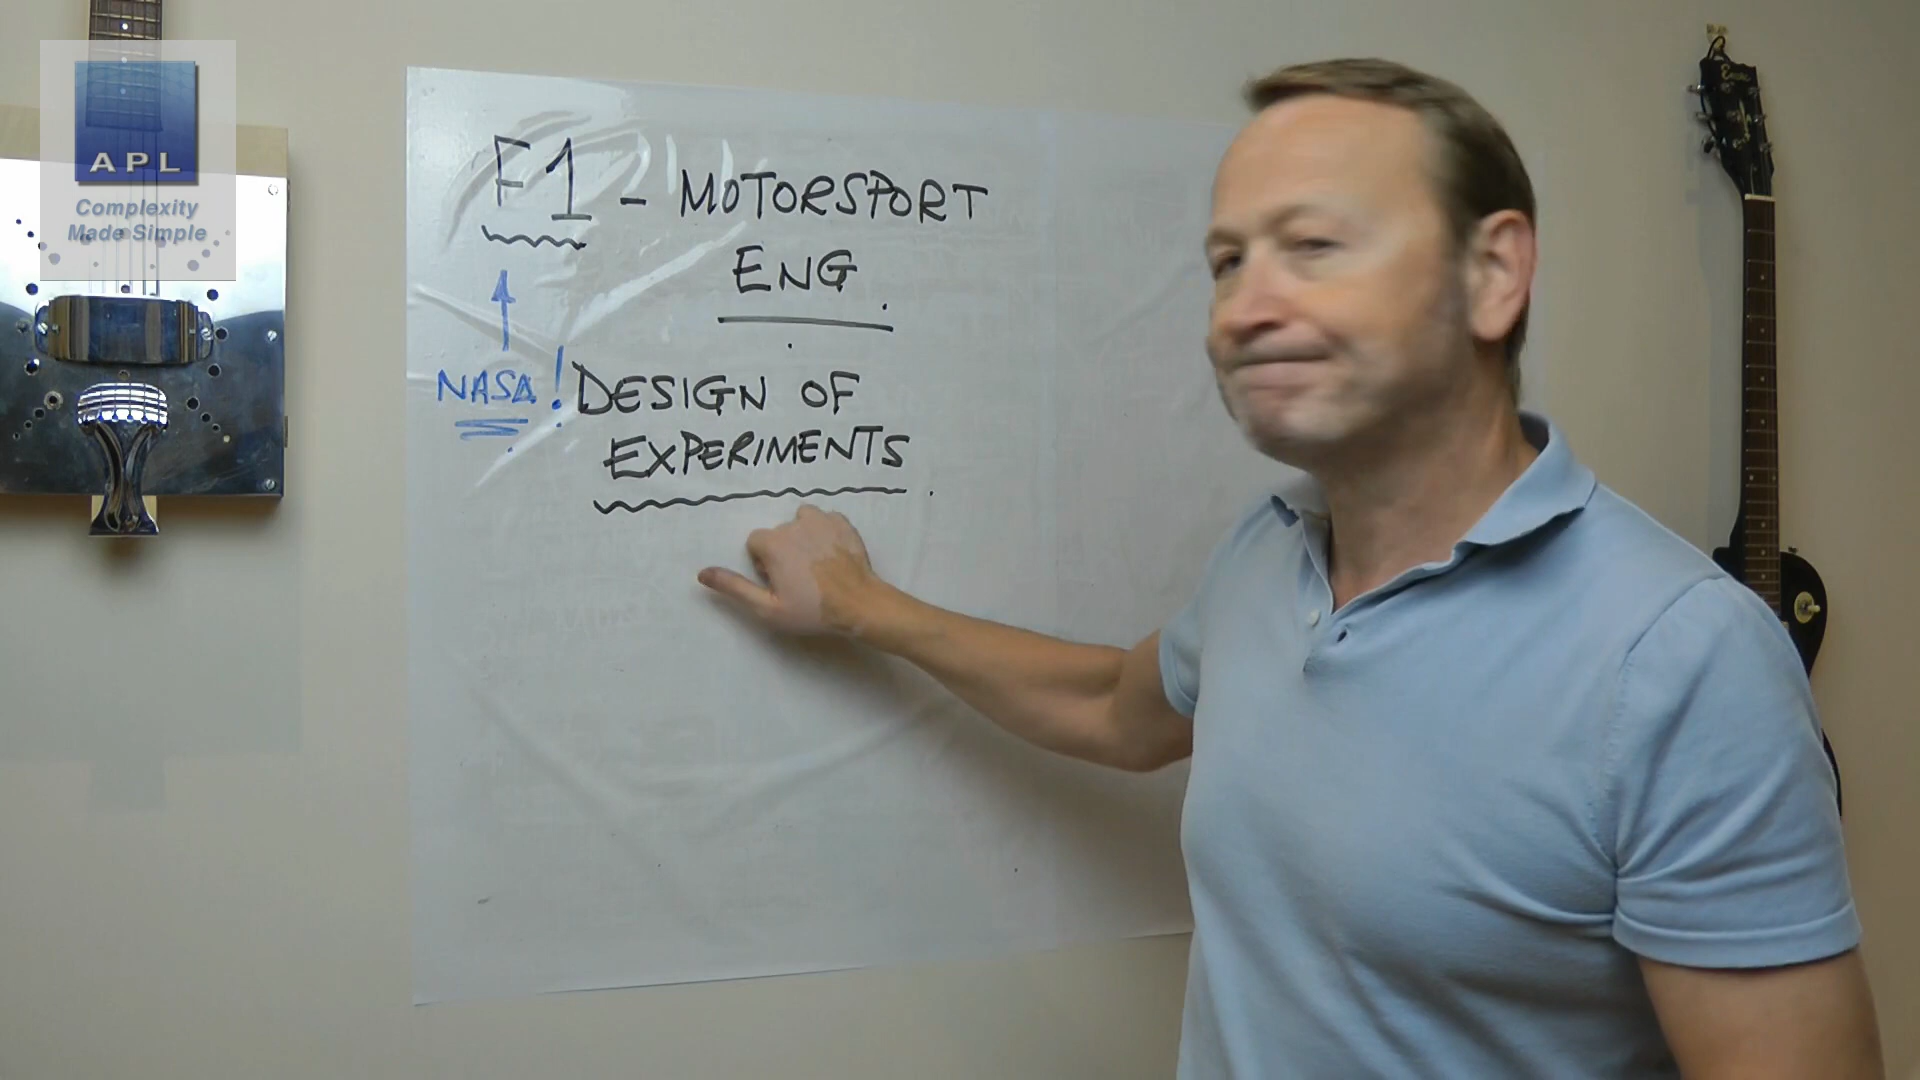 APL
Complexity
Made Simple
F1 - MOTORSPORT
ENG.
NASA!
DESIGN OF
EXPERIMENTS.